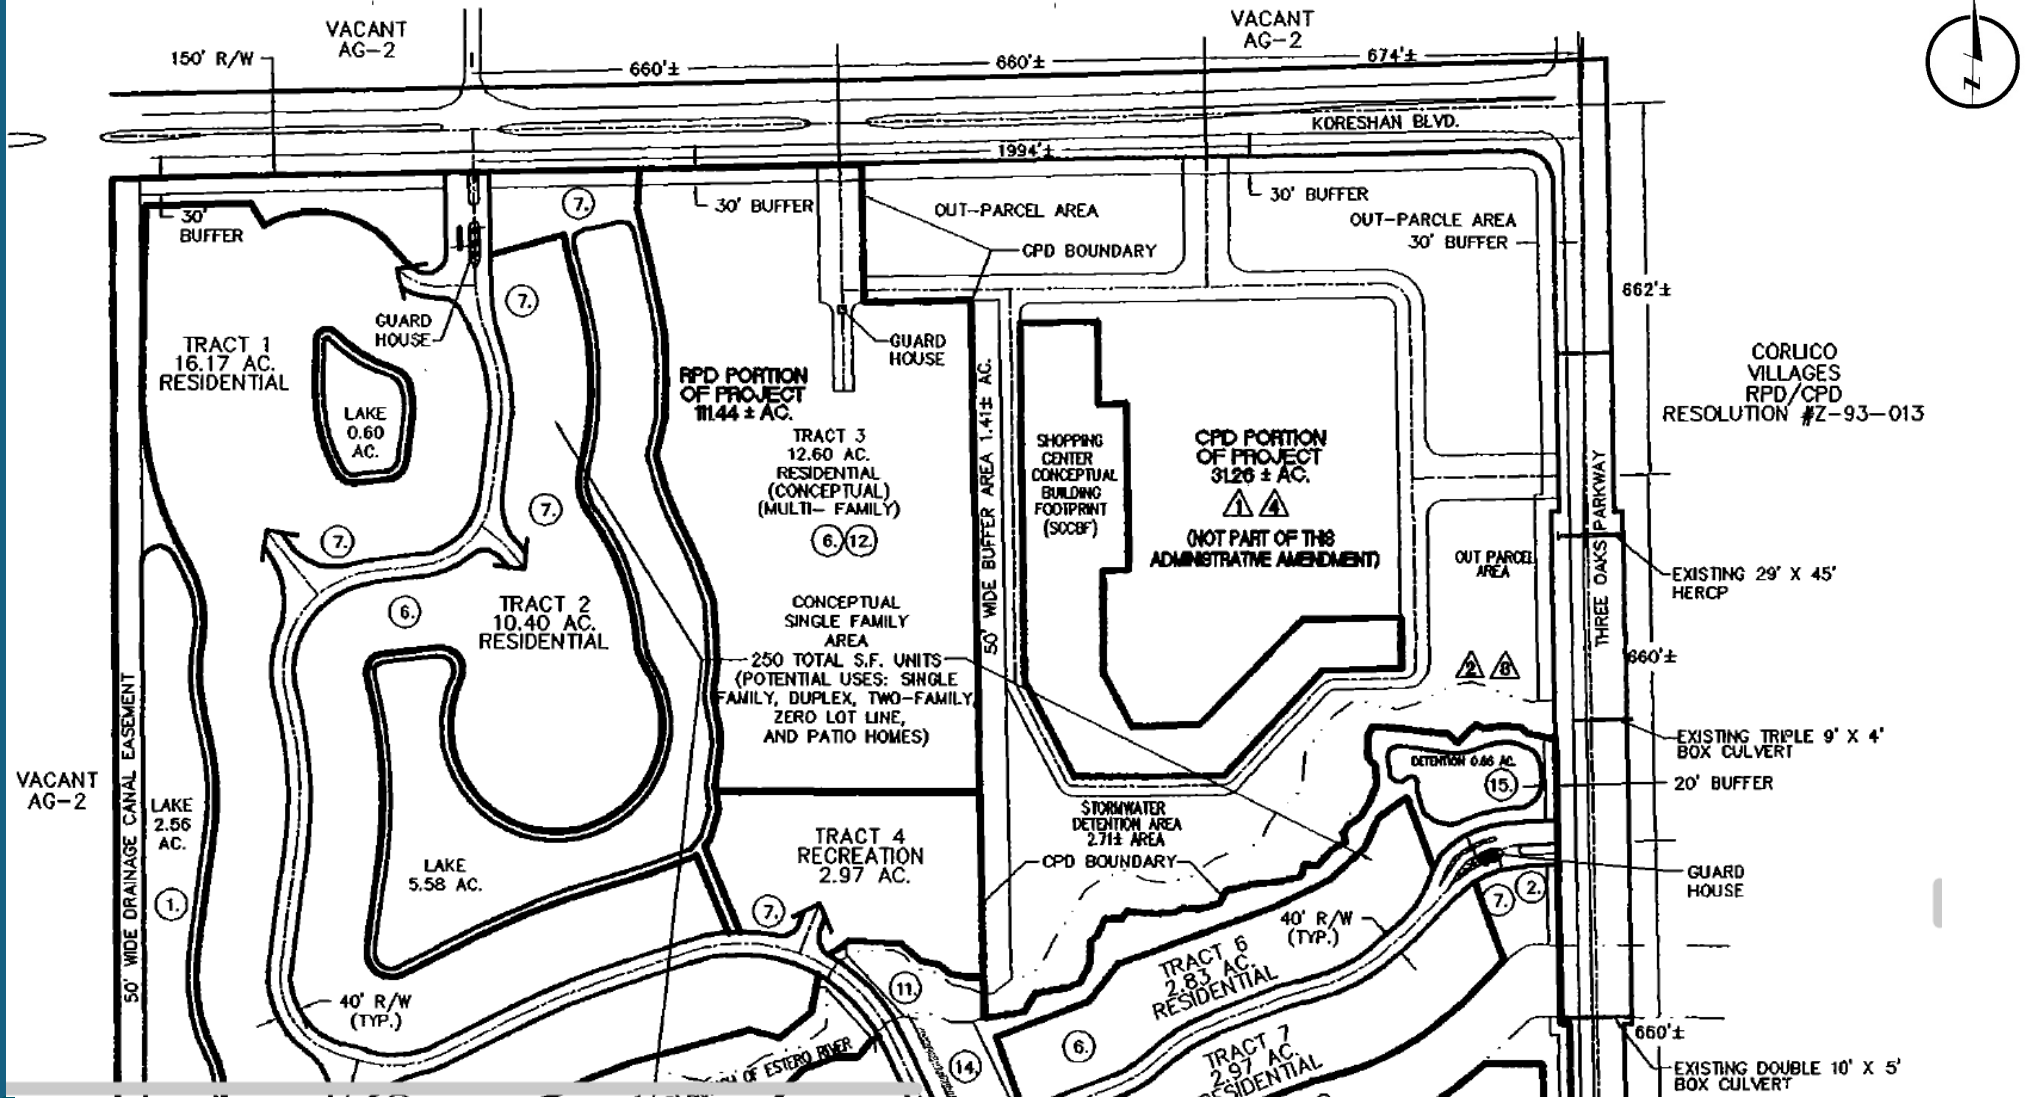 VACANT
AG-2
VACANT
AG-2
150' R/W
660'±
660'±
674'±
KORESHAN BLVD.
1994'±
30'
BUFFER
7.
30' BUFFER
OUT-PARCEL AREA
CPD BOUNDARY
30' BUFFER
OUT-PARCLE AREA
30' BUFFER
662'±
7.
GUARD
HOUSE
GUARD
HOUSE
TRACT 1
16.17 AC.
RESIDENTIAL
LAKE
0.60
AC.
RPD PORTION
OF PROJECT
111.44 ± AC.
TRACT 3
12.60 AC.
RESIDENTIAL
(CONCEPTUAL)
(MULTI- FAMILY)
6.
12.
50' WIDE BUFFER AREA 1.41± AC.
SHOPPING
CENTER
CONCEPTUAL
BUILDING
FOOTPRINT
(SCCBF)
CPD PORTION
OF PROJECT
31.26 ± AC.
1
4
(NOT PART OF THIS
ADMINISTRATIVE AMENDMENT)
CORLICO
VILLAGES
RPD/CPD
RESOLUTION #Z-93-013
THREE OAKS PARKWAY
OUT PARCEL
AREA
EXISTING 29' X 45'
HERCP
7.
7.
6.
TRACT 2
10.40 AC.
RESIDENTIAL
CONCEPTUAL
SINGLE FAMILY
AREA
250 TOTAL S.F. UNITS
(POTENTIAL USES: SINGLE
FAMILY, DUPLEX, TWO-FAMILY,
ZERO LOT LINE,
AND PATIO HOMES)
2
8
660'±
EXISTING TRIPLE 9' X 4'
BOX CULVERT
20' BUFFER
DETENTION 0.66 AC.
15.
VACANT
AG-2
50' WIDE DRAINAGE CANAL EASEMENT
LAKE
2.56
AC.
1.
LAKE
5.58 AC.
TRACT 4
RECREATION
2.97 AC.
STORMWATER
DETENTION AREA
2.71± AREA
CPD BOUNDARY
GUARD
HOUSE
7.
2.
7.
40' R/W
(TYP.)
TRACT 6
2.83 AC.
RESIDENTIAL
11.
40' R/W
(TYP.)
6.
14.
TRACT 7
2.97 AC.
RESIDENTIAL
OF ESTERO RIVER
660'±
EXISTING DOUBLE 10' X 5'
BOX CULVERT